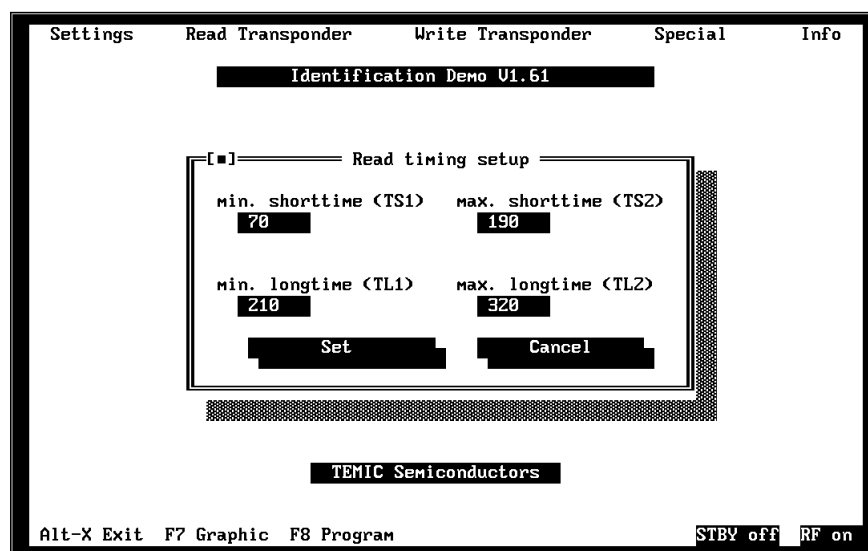 Settings Read Transponder Write Transponder Special Info
Identification Demo V1.61
[■] Read timing setup
min. shorttime (TS1) max. shorttime (TS2)
70 190
min. longtime (TL1) max. longtime (TL2)
210 320
Set Cancel
TEMIC Semiconductors
Alt-X Exit F7 Graphic F8 Program STBY off RF on